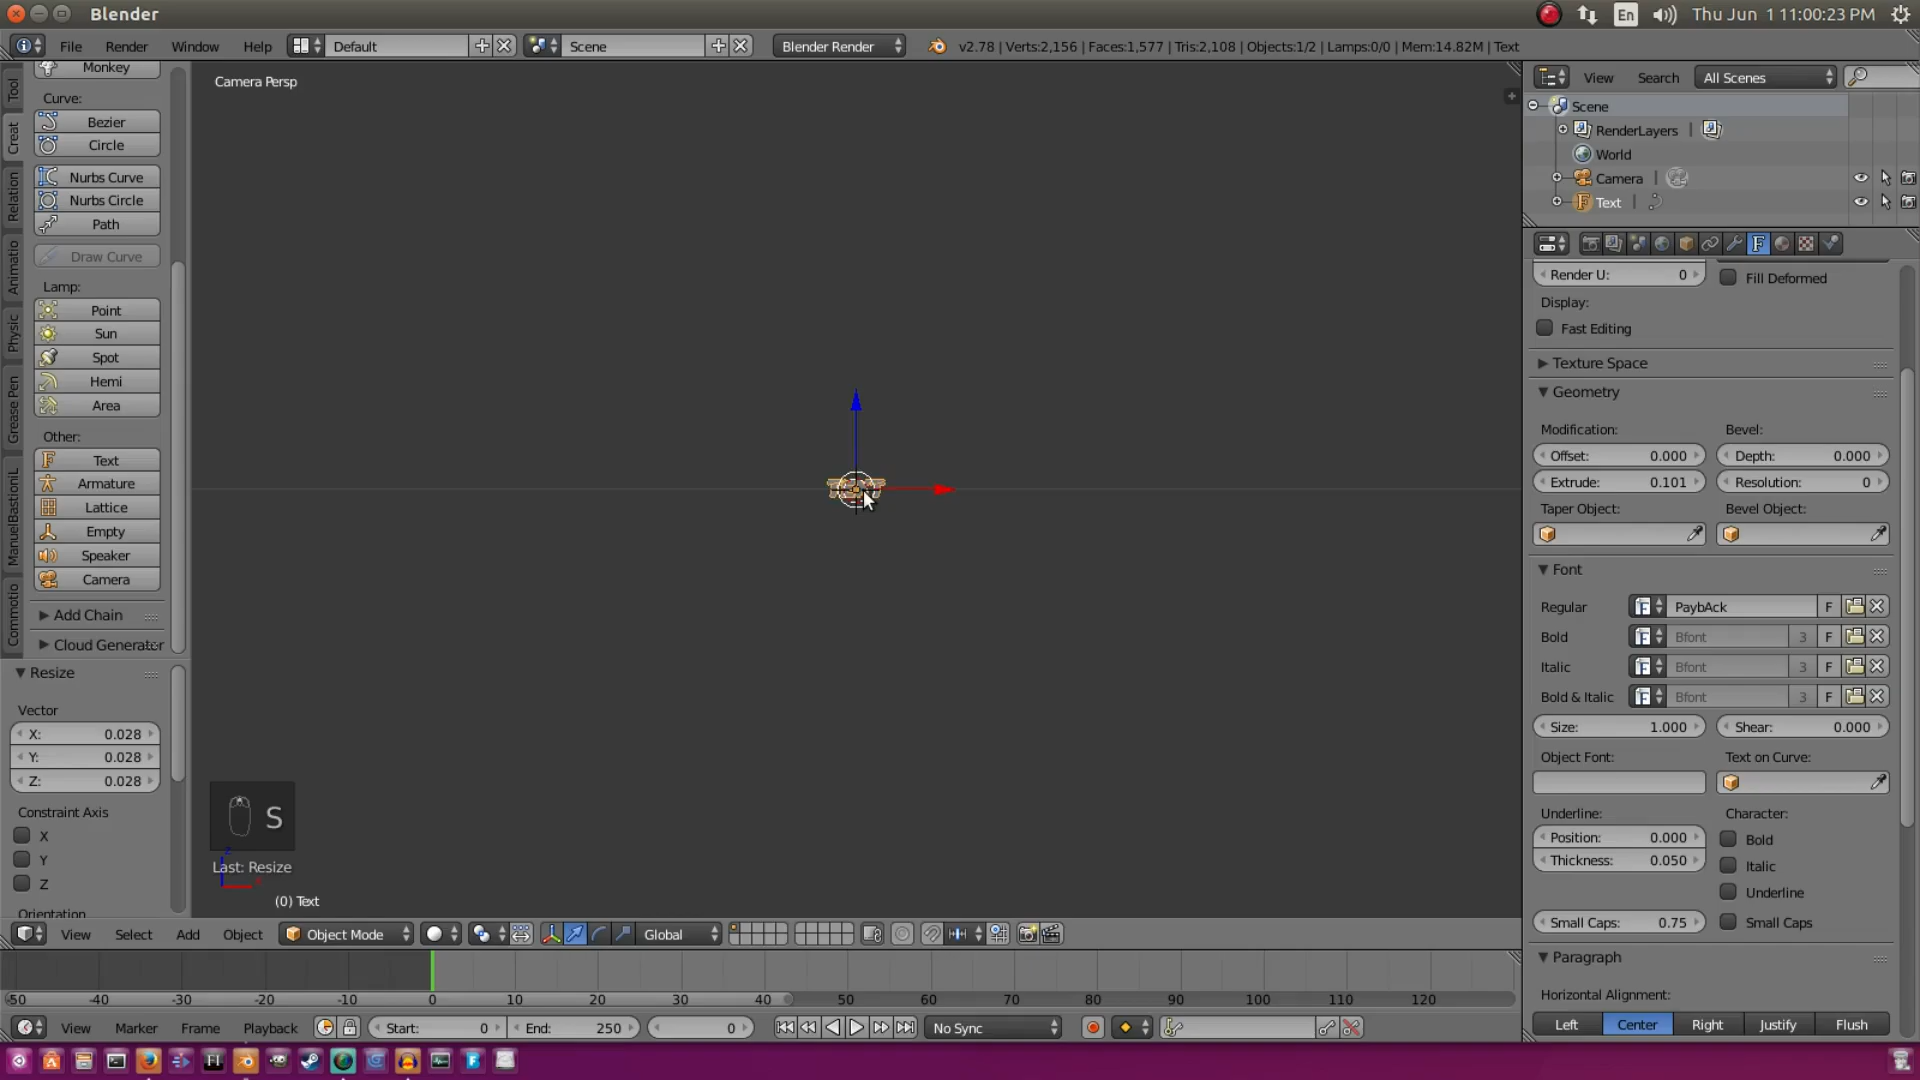 Blender
En
Thu Jun 1 11:00:23 PM
File Render Window Help Default Scene Blender Render v2.78 | Verts:2,156 | Faces:1,577 | Tris:2,108 | Objects:1/2 | Lamps:0/0 | Mem:14.82M | Text
Tool
Creat
Relation
Animatio
Physic
Grease Pen
ManuelBastioniL
Commotio
Monkey
Curve:
Bezier
Circle
Nurbs Curve
Nurbs Circle
Path
Draw Curve
Lamp:
Point
Sun
Spot
Hemi
Area
Other:
Text
Armature
Lattice
Empty
Speaker
Camera
Add Chain
Cloud Generator
Resize
Vector
X: 0.028
Y: 0.028
Z: 0.028
Constraint Axis
X
Y
Z
Orientation
Camera Persp
S
Last: Resize
(0) Text
View Select Add Object Object Mode Global
View Search All Scenes
Scene
RenderLayers
World
Camera
Text
Render U: 0 Fill Deformed
Display:
Fast Editing
Texture Space
Geometry
Modification: Bevel:
Offset: 0.000 Depth: 0.000
Extrude: 0.101 Resolution: 0
Taper Object: Bevel Object:
Font
Regular PaybAck F
Bold Bfont 3 F
Italic Bfont 3 F
Bold & Italic Bfont 3 F
Size: 1.000 Shear: 0.000
Object Font: Text on Curve:
Underline: Character:
Position: 0.000 Bold
Thickness: 0.050 Italic
Underline
Small Caps: 0.75 Small Caps
Paragraph
Horizontal Alignment:
Left Center Right Justify Flush
-50 -40 -30 -20 -10 0 10 20 30 40 50 60 70 80 90 100 110 120
View Marker Frame Playback Start: 0 End: 250 0 No Sync